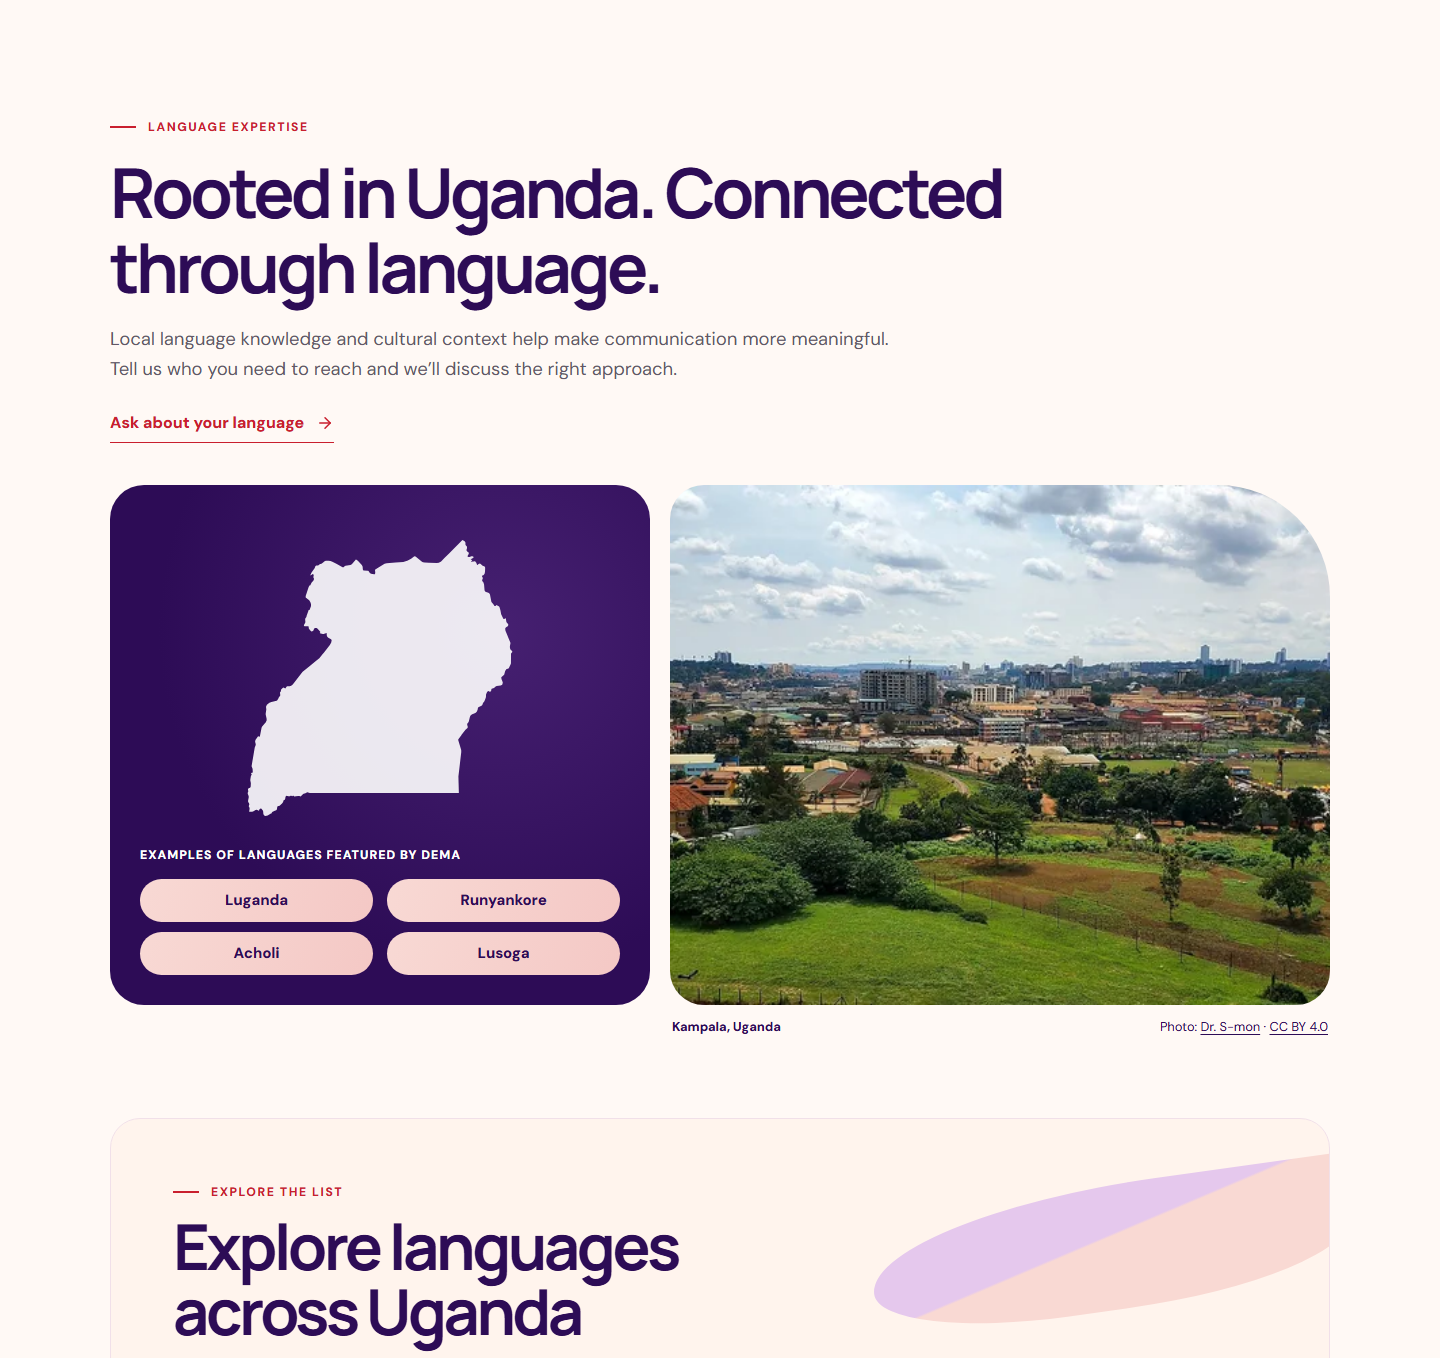 LANGUAGE EXPERTISE
Rooted in Uganda. Connected
through language.
Local language knowledge and cultural context help make communication more meaningful.
Tell us who you need to reach and we’ll discuss the right approach.
Ask about your language →
EXAMPLES OF LANGUAGES FEATURED BY DEMA
Luganda
Runyankore
Acholi
Lusoga
Kampala, Uganda
Photo: Dr. S-mon · CC BY 4.0
EXPLORE THE LIST
Explore languages
across Uganda